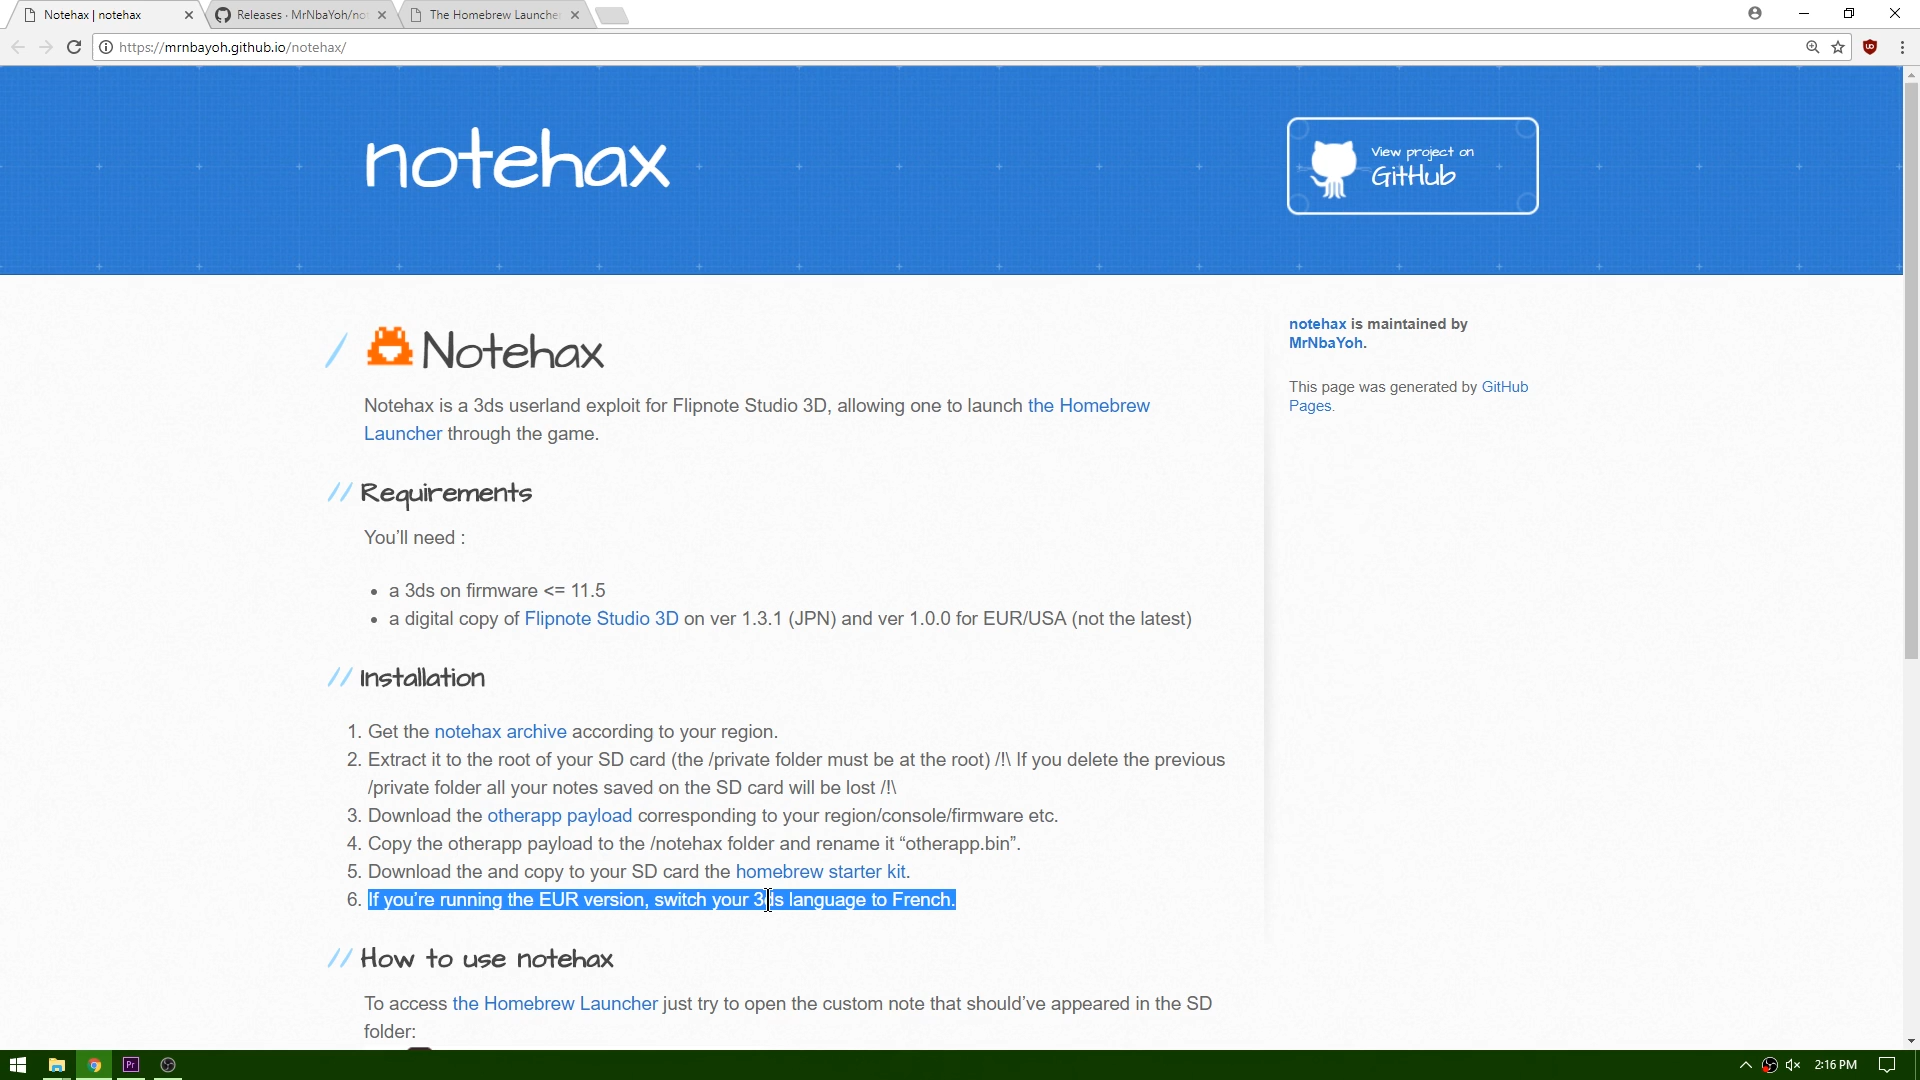 Notehax | notehax
Releases · MrNbaYoh/no
The Homebrew Launche
https://mrnbayoh.github.io/notehax/
notehax
View project on
GitHub
Notehax
Notehax is a 3ds userland exploit for Flipnote Studio 3D, allowing one to launch the Homebrew
Launcher through the game.
notehax is maintained by
MrNbaYoh.
This page was generated by GitHub
Pages.
// Requirements
You'll need :
• a 3ds on firmware <= 11.5
• a digital copy of Flipnote Studio 3D on ver 1.3.1 (JPN) and ver 1.0.0 for EUR/USA (not the latest)
// Installation
1. Get the notehax archive according to your region.
2. Extract it to the root of your SD card (the /private folder must be at the root) /!\ If you delete the previous
/private folder all your notes saved on the SD card will be lost /!\
3. Download the otherapp payload corresponding to your region/console/firmware etc.
4. Copy the otherapp payload to the /notehax folder and rename it “otherapp.bin”.
5. Download the and copy to your SD card the homebrew starter kit.
6. If you're running the EUR version, switch your 3ds language to French.
// How to use notehax
To access the Homebrew Launcher just try to open the custom note that should've appeared in the SD
folder:
Pr
2:16 PM